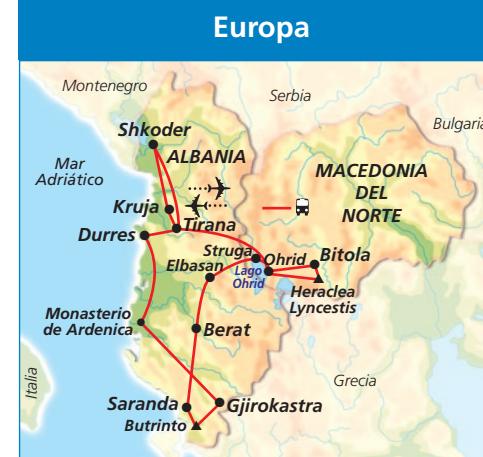 Europa
Montenegro
Serbia
Bulgaria
Shkoder
ALBANIA
Mar
Adriático
MACEDONIA
DEL
NORTE
Kruja
Tirana
Durres
Struga
Ohrid
Bitola
Elbasan
Lago
Ohrid
Heraclea
Lyncestis
Monasterio
de Ardenica
Berat
Grecia
Italia
Saranda
Gjirokastra
Butrinto